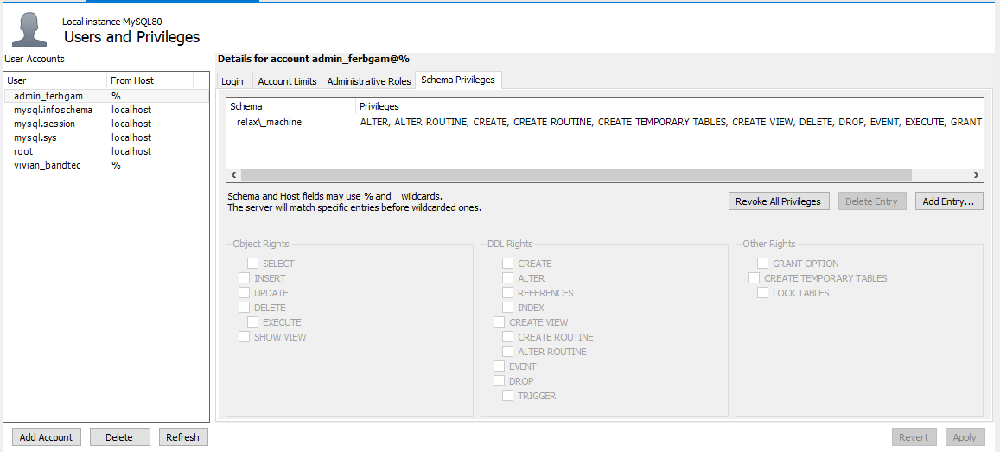 Local instance MySQL80
Users and Privileges
User Accounts
User From Host
admin_ferbgam %
mysql.infoschema localhost
mysql.session localhost
mysql.sys localhost
root localhost
vivian_bandtec %
Add Account Delete Refresh
Details for account admin_ferbgam@%
Login Account Limits Administrative Roles Schema Privileges
Schema Privileges
relax\_machine ALTER, ALTER ROUTINE, CREATE, CREATE ROUTINE, CREATE TEMPORARY TABLES, CREATE VIEW, DELETE, DROP, EVENT, EXECUTE, GRANT
Schema and Host fields may use % and _ wildcards.
The server will match specific entries before wildcarded ones.
Revoke All Privileges Delete Entry Add Entry...
Object Rights
SELECT
INSERT
UPDATE
DELETE
EXECUTE
SHOW VIEW
DDL Rights
CREATE
ALTER
REFERENCES
INDEX
CREATE VIEW
CREATE ROUTINE
ALTER ROUTINE
EVENT
DROP
TRIGGER
Other Rights
GRANT OPTION
CREATE TEMPORARY TABLES
LOCK TABLES
Revert Apply